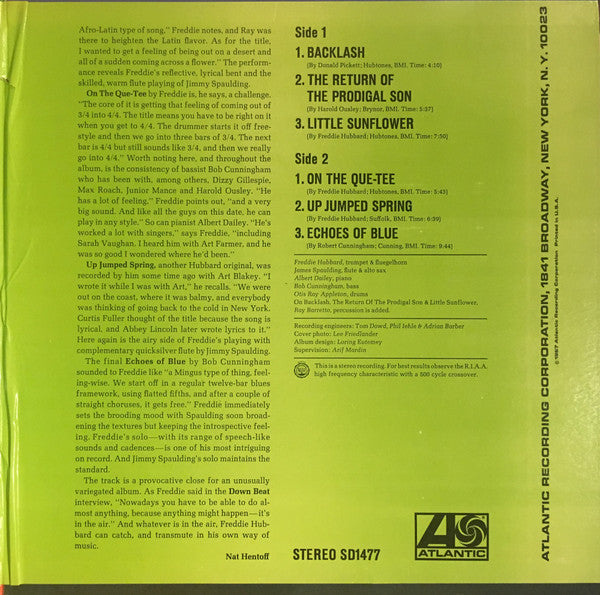 Afro-Latin type of song," Freddie notes, and Ray was
there to heighten the Latin flavor. As for the title,
I wanted to get a feeling of being out on a desert and
all of a sudden coming across a flower." The perform-
ance reveals Freddie's reflective, lyrical bent and the
skilled, warm flute playing of Jimmy Spaulding.
On The Que-Tee by Freddie is, he says, a challenge.
"The core of it is getting that feeling of coming out of
3/4 into 4/4. The title means you have to be right on it
when you get to 4/4. The drummer starts it off free-
style and then we go into three bars of 3/4. The next
bar is 4/4 but still sounds like 3/4, and then we really
go into 4/4." Worth noting here, and throughout the
album, is the consistency of bassist Bob Cunningham
who has been with, among others, Dizzy Gillespie,
Max Roach, Junior Mance and Harold Ousley. "He
has a lot of feeling," Freddie points out, "and a very
big sound. And like all the guys on this date, he can
play in any style." So can pianist Albert Dailey. "He's
worked a lot with singers," says Freddie, "including
Sarah Vaughan. I heard him with Art Farmer, and he
was so good I wondered where he'd been."
Up Jumped Spring, another Hubbard original, was
recorded by him some time ago with Art Blakey. "I
wrote it while I was with Art," he recalls. "We were
out on the coast, where it was balmy, and everybody
was thinking of going back to the cold in New York.
Curtis Fuller thought of the title because the song is
lyrical, and Abbey Lincoln later wrote lyrics to it."
Here again is the airy side of Freddie's playing with
complementary quicksilver flute by Jimmy Spaulding.
The final Echoes of Blue by Bob Cunningham
sounded to Freddie like "a Mingus type of thing, feel-
ing-wise. We start off in a regular twelve-bar blues
framework, using flatted fifths, and after a couple of
straight choruses, it gets free." Freddie immediately
sets the brooding mood with Spaulding soon broad-
ening the textures but keeping the introspective feel-
ing. Freddie's solo—with its range of speech-like
sounds and cadences—is one of his most intriguing
on record. And Jimmy Spaulding's solo maintains the
standard.
The track is a provocative close for an unusually
variegated album. As Freddie said in the Down Beat
interview, "Nowadays you have to be able to do al-
most anything, because anything might happen—it's
in the air." And whatever is in the air, Freddie Hub-
bard can catch, and transmute in his own way of
music.
Nat Hentoff
Side 1
1. BACKLASH
(By Donald Pickett; Hubtones, BMI. Time: 4:10)
2. THE RETURN OF
THE PRODIGAL SON
(By Harold Ousley; Brynor, BMI. Time: 5:37)
3. LITTLE SUNFLOWER
(By Freddie Hubbard; Hubtones, BMI. Time: 7:50)
Side 2
1. ON THE QUE-TEE
(By Freddie Hubbard; Hubtones, BMI. Time: 5:43)
2. UP JUMPED SPRING
(By Freddie Hubbard; Suffolk, BMI. Time: 6:39)
3. ECHOES OF BLUE
(By Robert Cunningham; Cunning, BMI. Time: 9:44)
Freddie Hubbard, trumpet & fluegelhorn
James Spaulding, flute & alto sax
Albert Dailey, piano
Bob Cunningham, bass
Otis Ray Appleton, drums
On Backlash, The Return Of The Prodigal Son & Little Sunflower,
Ray Barretto, percussion is added.
Recording engineers: Tom Dowd, Phil Iehle & Adrian Barber
Cover photo: Lee Friedlander
Album design: Loring Eutemey
Supervision: Arif Mardin
This is a stereo recording. For best results observe the R.I.A.A.
high frequency characteristic with a 500 cycle crossover.
STEREO SD1477
ATLANTIC
ATLANTIC RECORDING CORPORATION, 1841 BROADWAY, NEW YORK, N.Y. 10023
©1967 Atlantic Recording Corporation Printed in U.S.A.